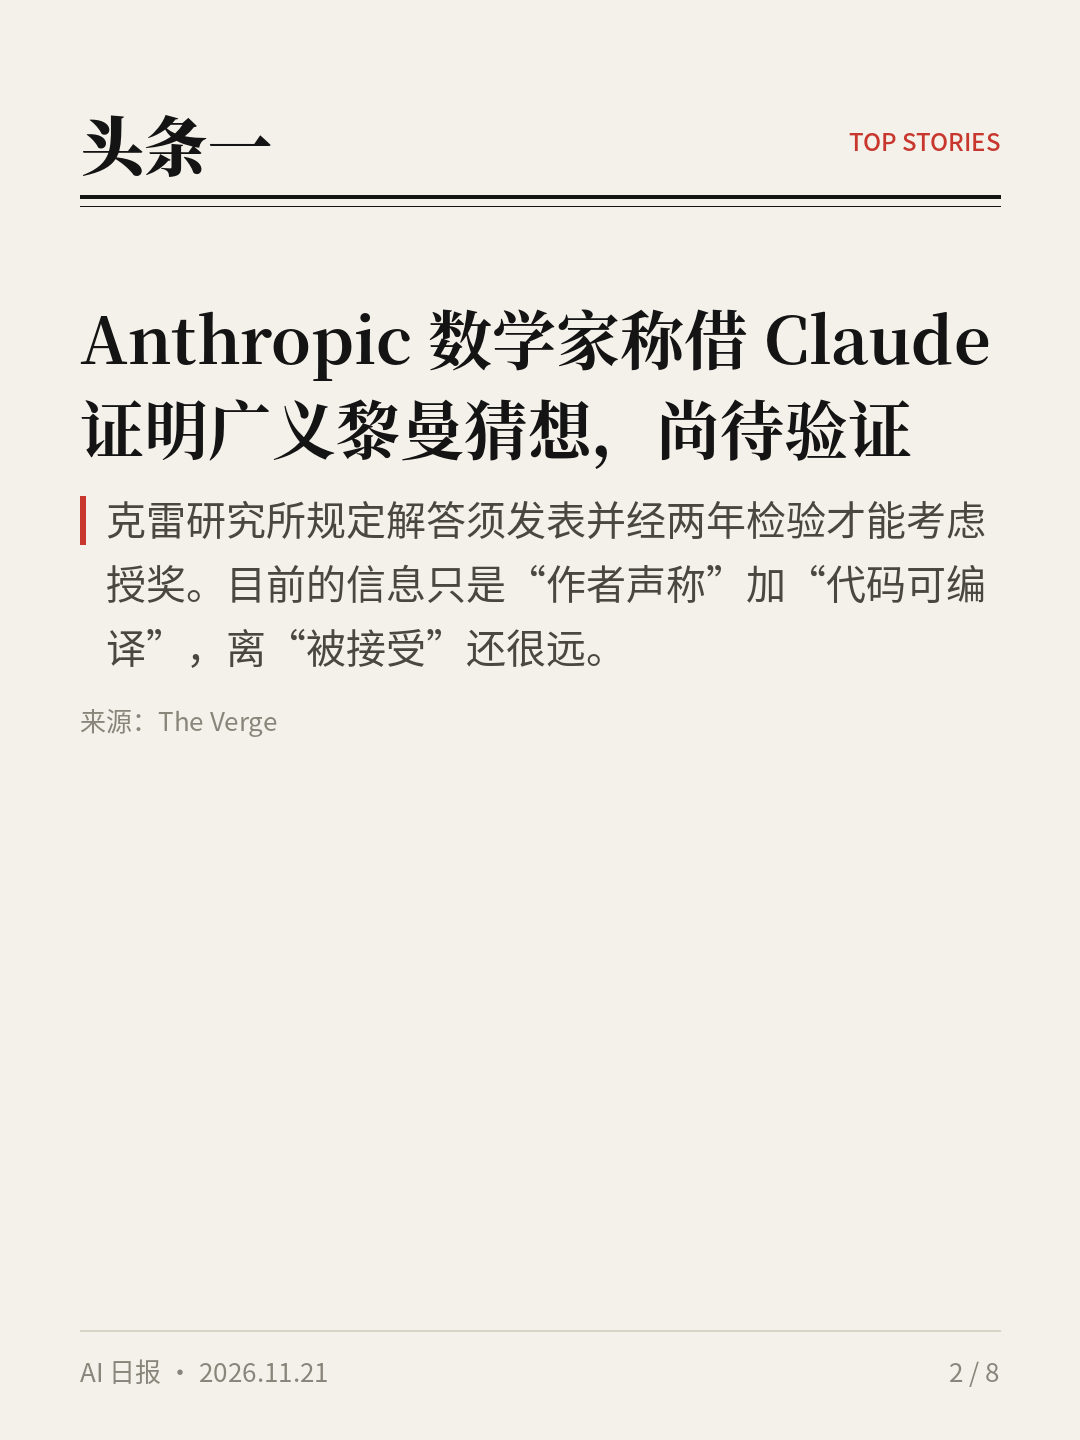 头条一
TOP STORIES
Anthropic 数学家称借 Claude
证明广义黎曼猜想，尚待验证
克雷研究所规定解答须发表并经两年检验才能考虑
授奖。目前的信息只是“作者声称”加“代码可编
译”，离“被接受”还很远。
来源：The Verge
AI 日报 · 2026.11.21
2 / 8